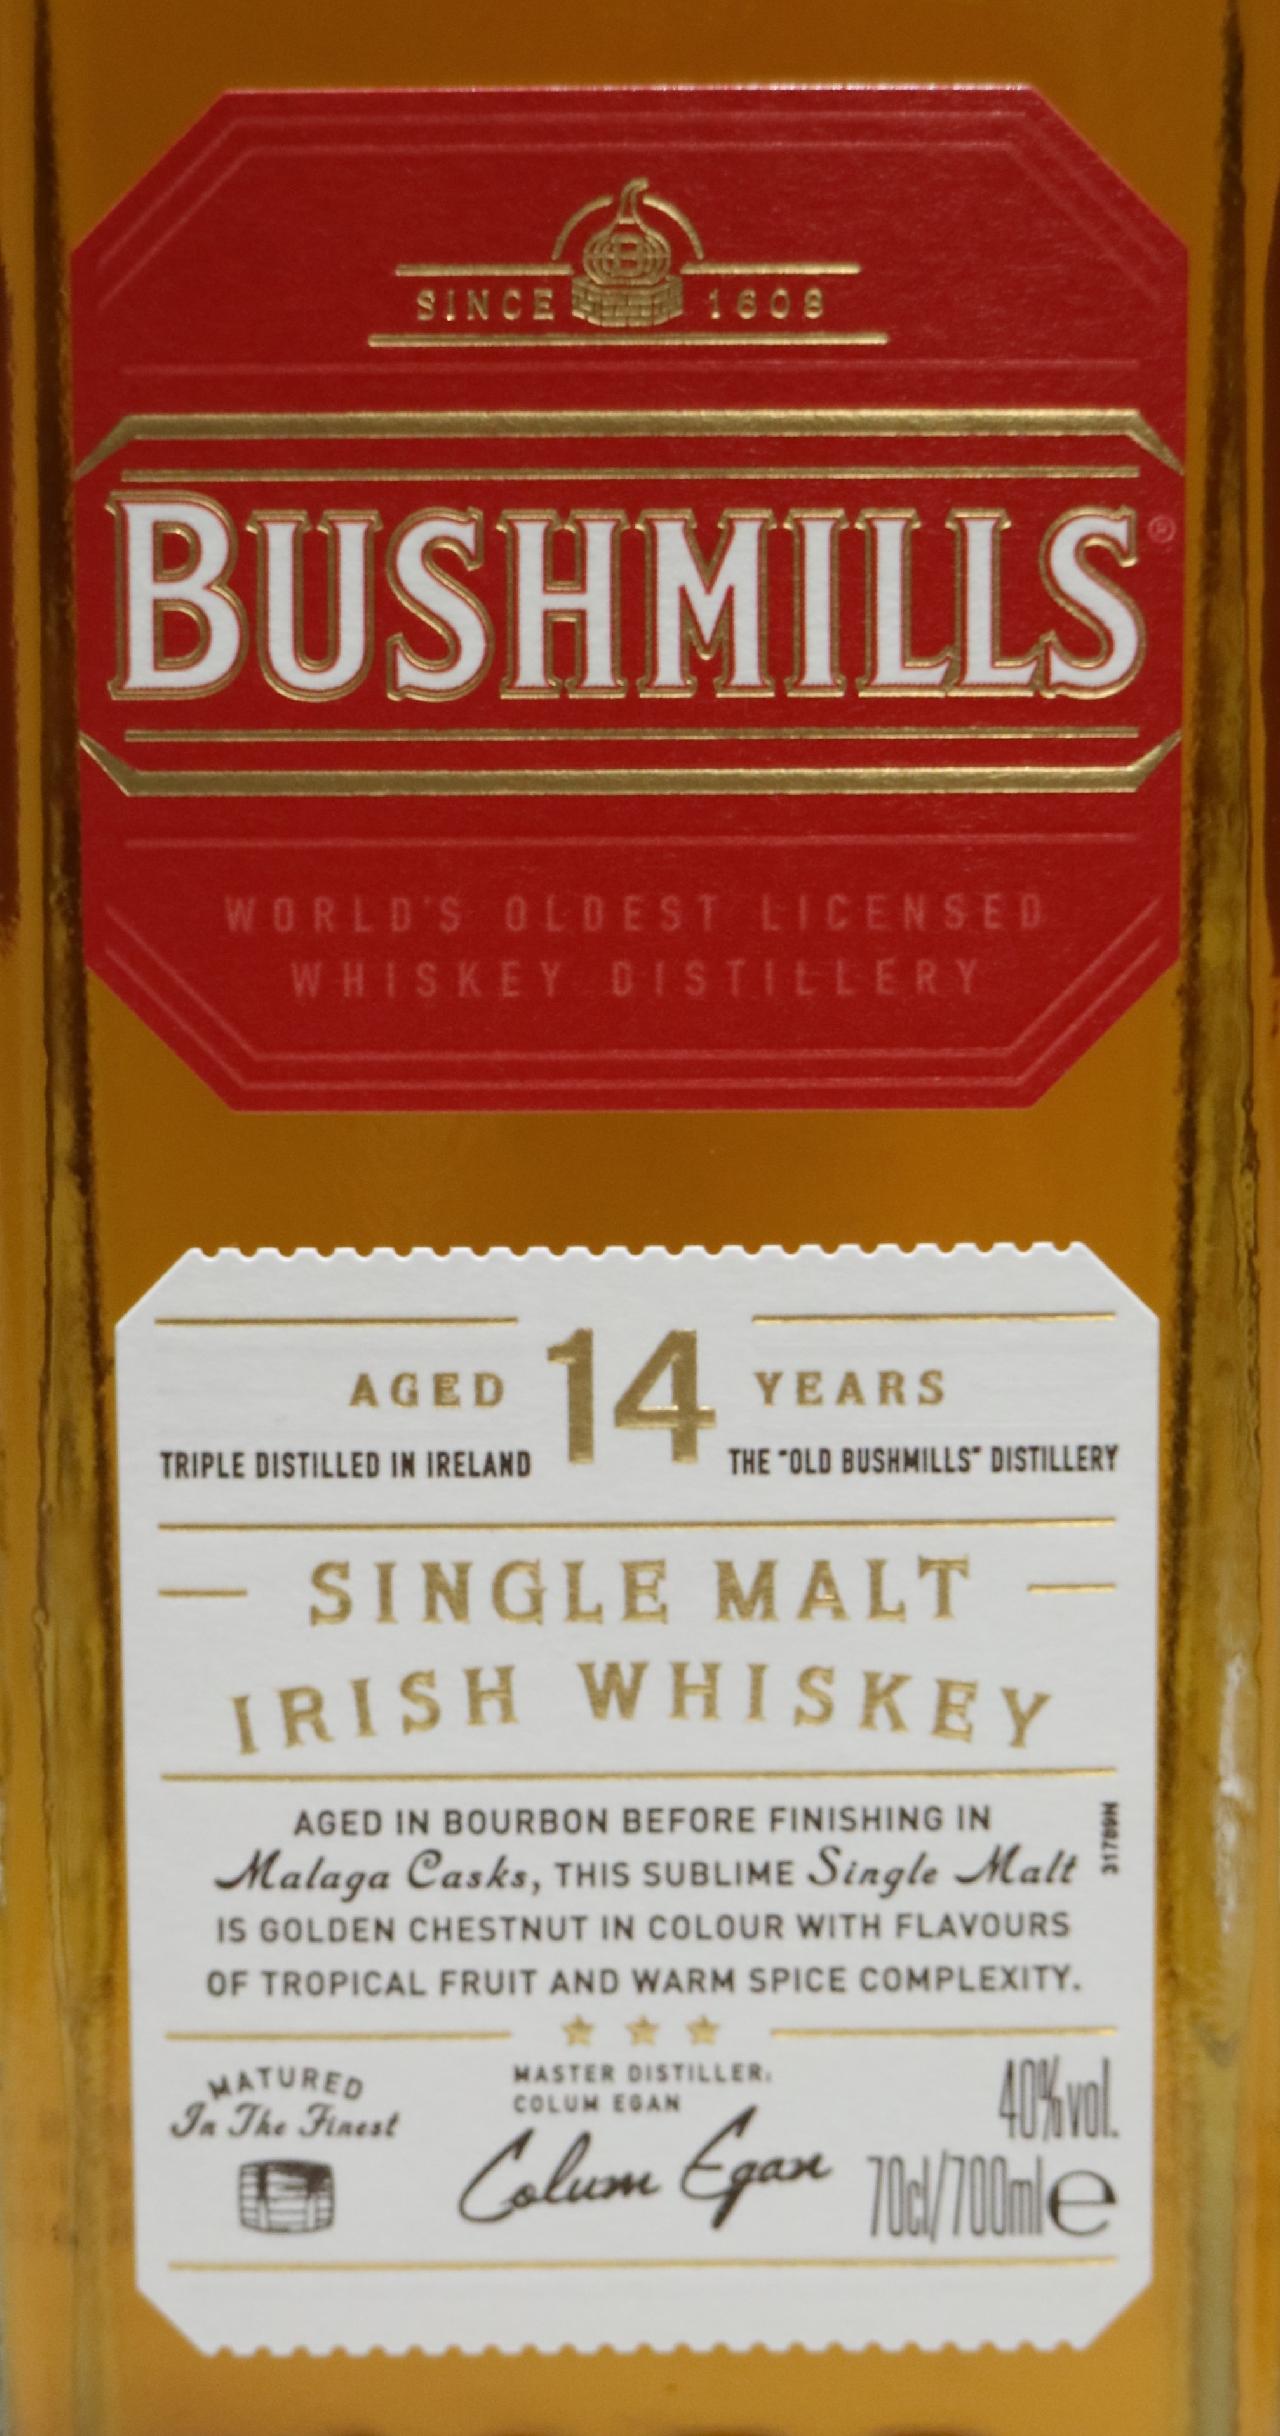 SINCE 1608
BUSHMILLS®
WORLD'S OLDEST LICENSED
WHISKEY DISTILLERY
AGED 14 YEARS
TRIPLE DISTILLED IN IRELAND THE "OLD BUSHMILLS" DISTILLERY
SINGLE MALT
IRISH WHISKEY
AGED IN BOURBON BEFORE FINISHING IN
Malaga Casks, THIS SUBLIME Single Malt
IS GOLDEN CHESTNUT IN COLOUR WITH FLAVOURS
OF TROPICAL FRUIT AND WARM SPICE COMPLEXITY.
31789N
MATURED
In The Finest
MASTER DISTILLER:
COLUM EGAN
Colum Egan
40%vol.
70cl/700ml e